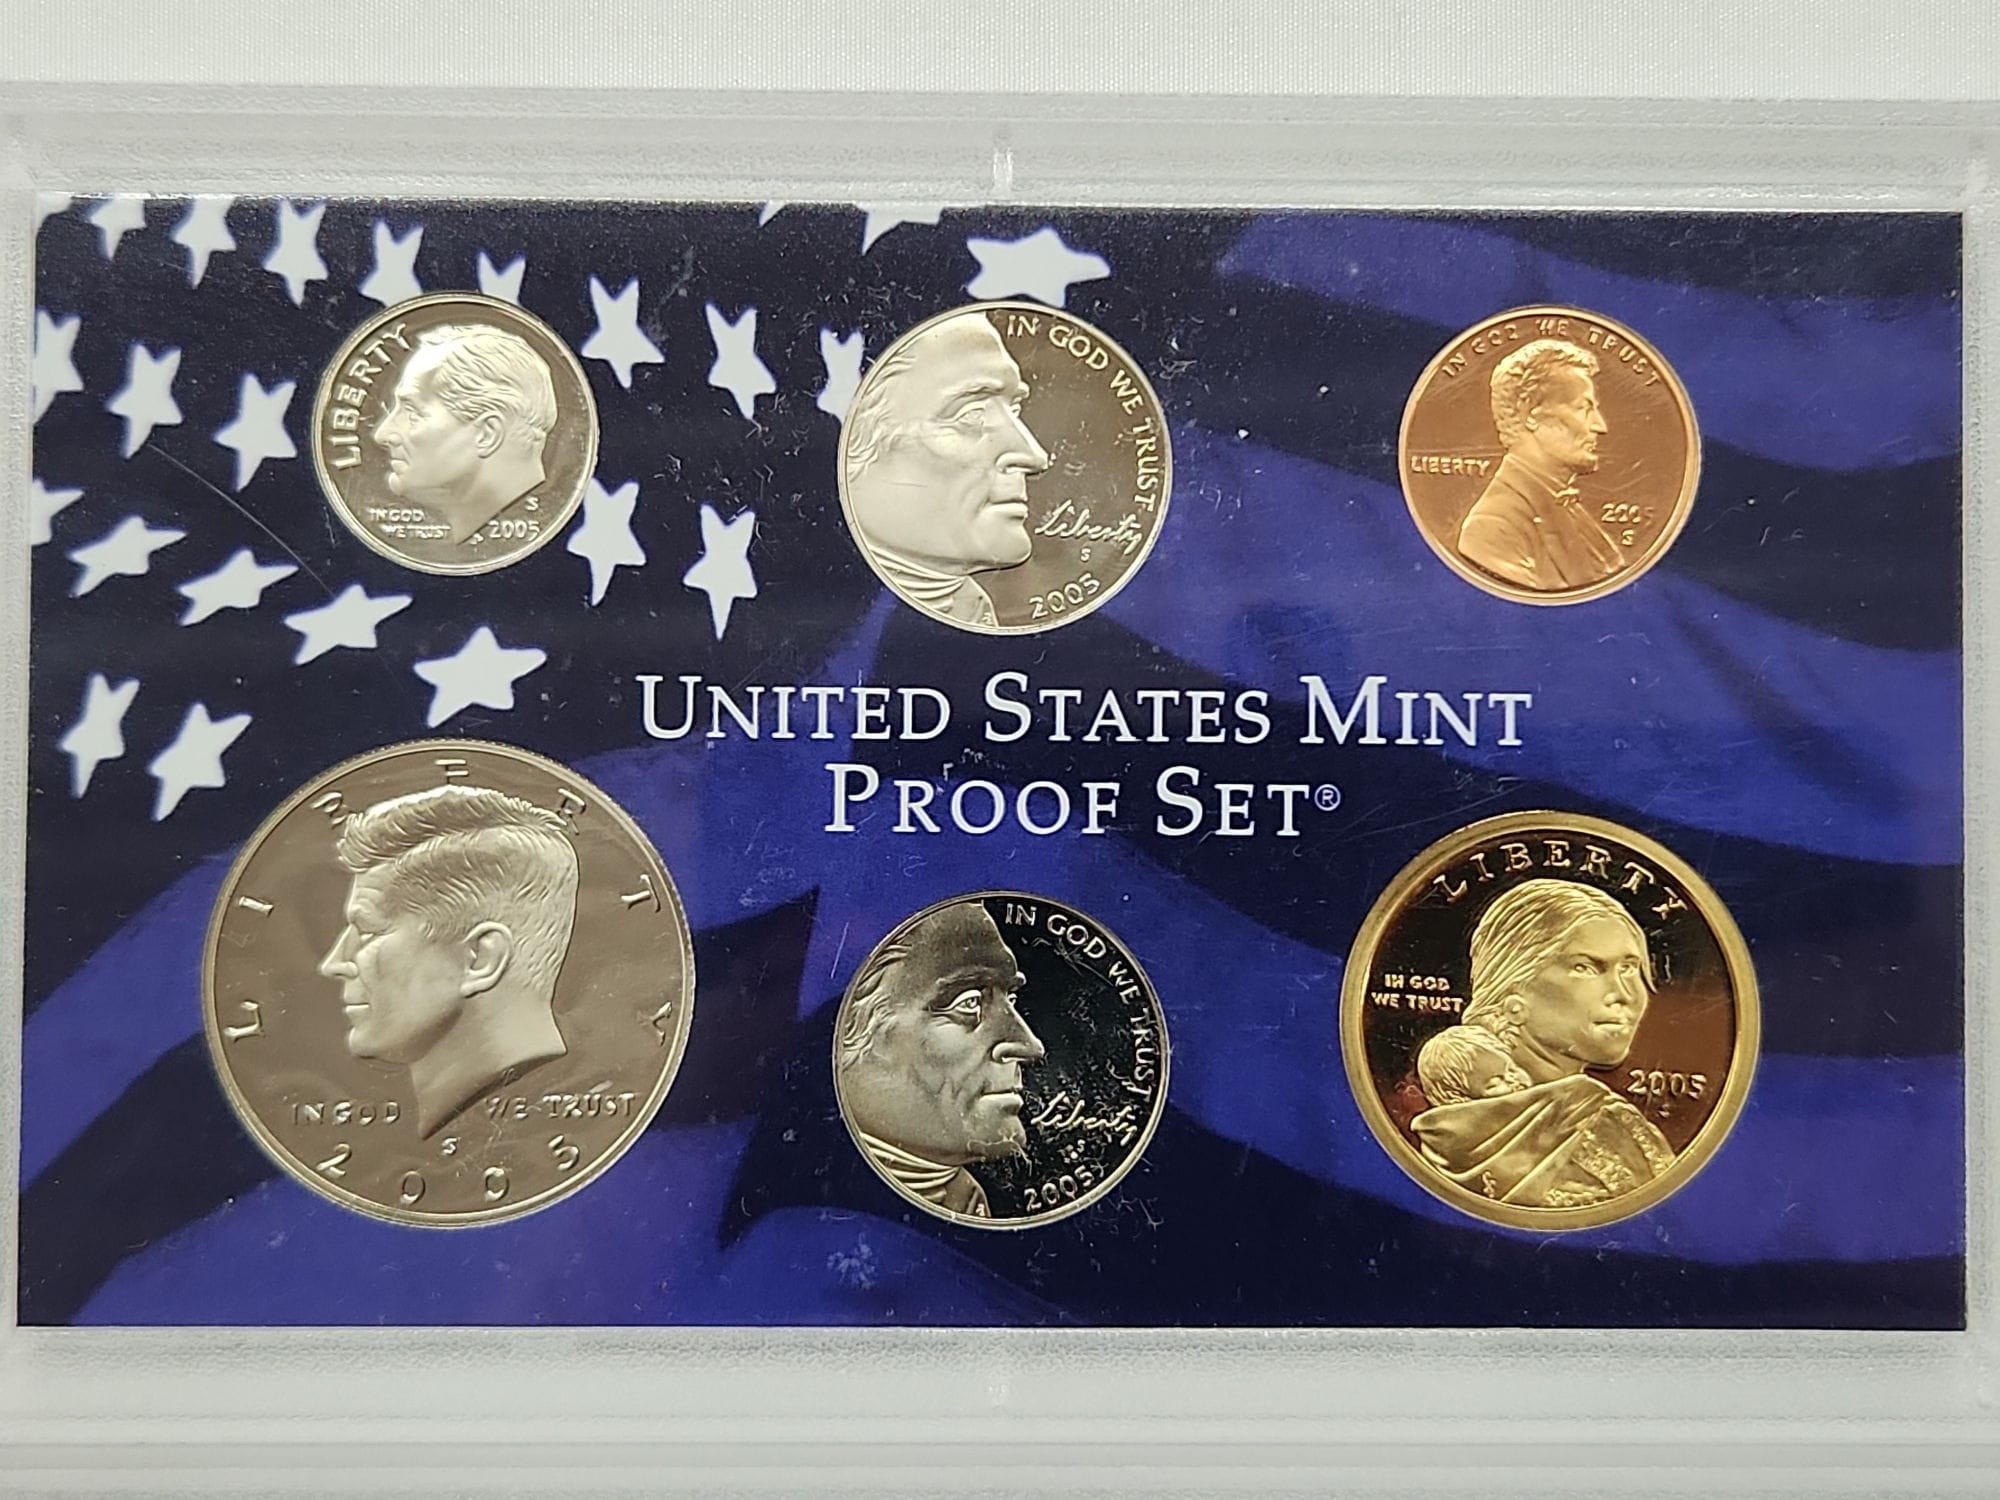 LIBERTY
IN GOD
WE TRUST
S
2005
IN GOD WE TRUST
Liberty
S
2005
IN GOD WE TRUST
LIBERTY
2005
S
UNITED STATES MINT
PROOF SET®
LIBERTY
IN GOD WE TRUST
S
2005
IN GOD WE TRUST
Liberty
S
2005
LIBERTY
IN GOD
WE TRUST
2005
S